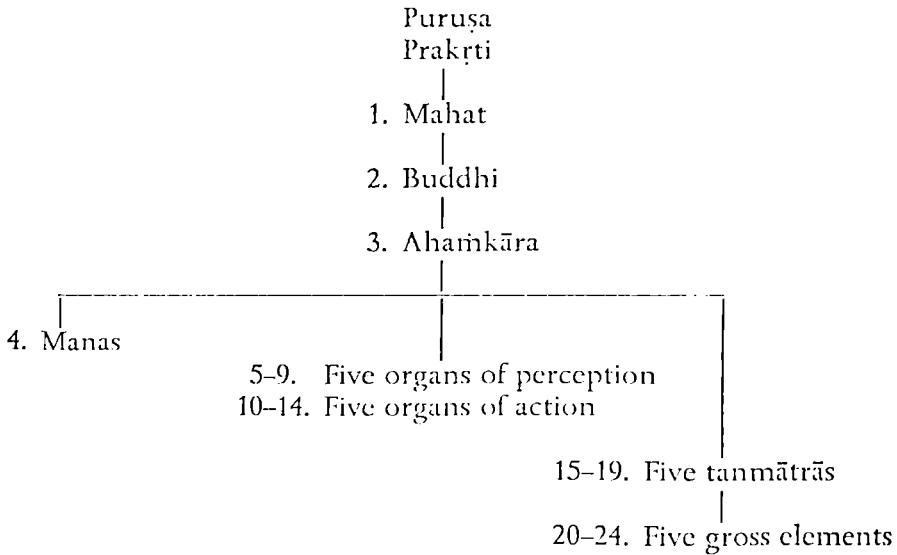 Puruṣa
Prakṛti
1. Mahat
2. Buddhi
3. Ahaṁkāra
4. Manas
5–9. Five organs of perception
10–14. Five organs of action
15–19. Five tanmātrās
20–24. Five gross elements